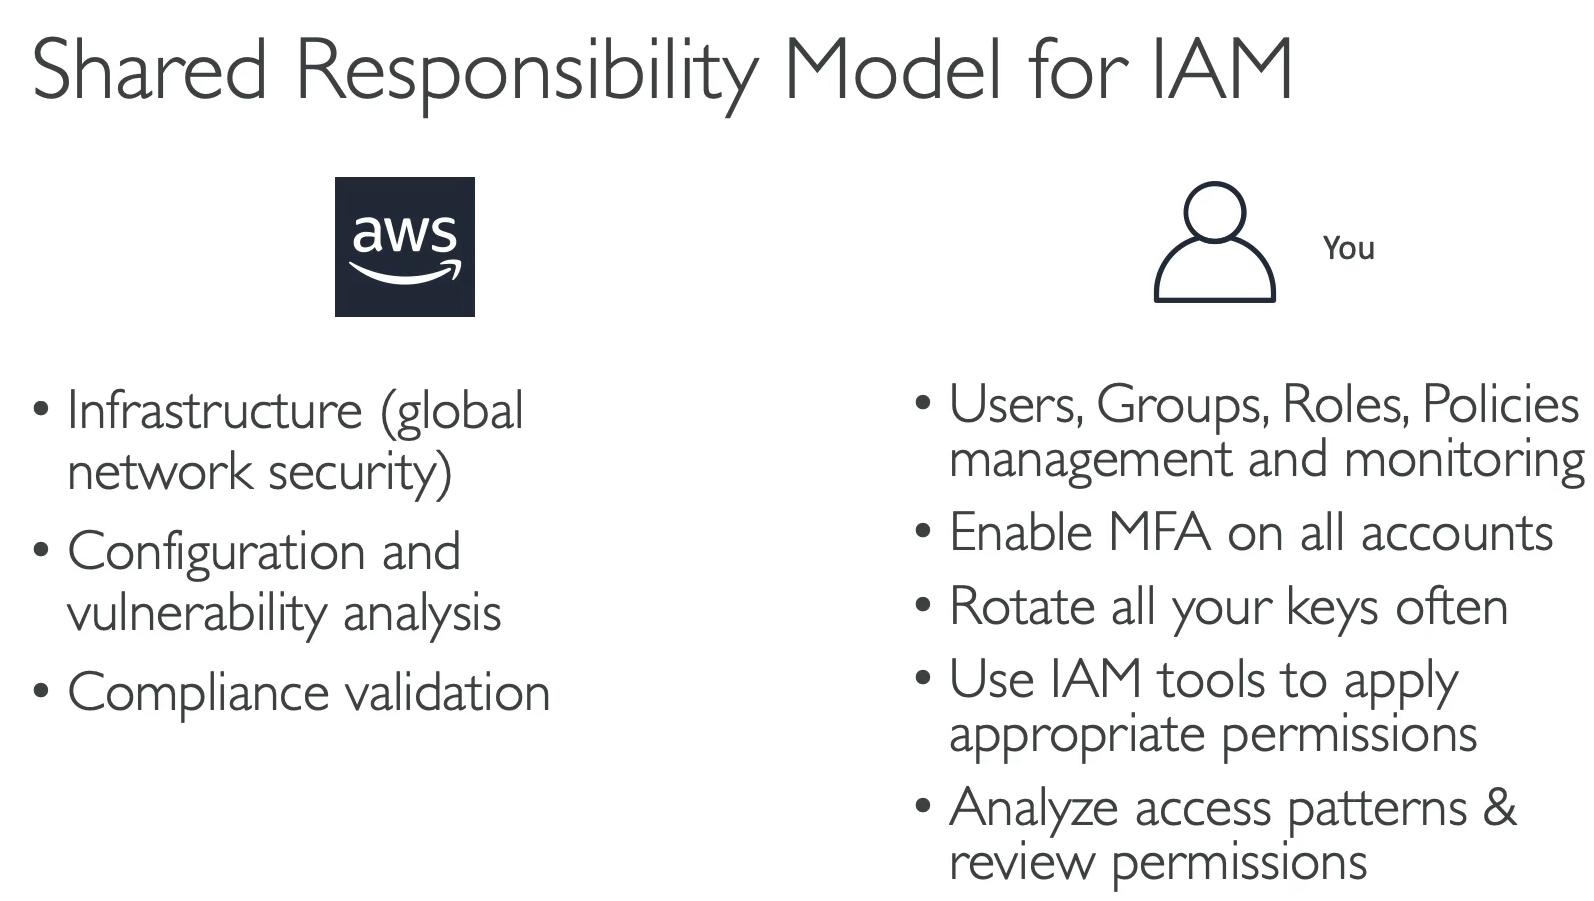 Shared Responsibility Model for IAM
aws
You
• Infrastructure (global
network security)
• Configuration and
vulnerability analysis
• Compliance validation
• Users, Groups, Roles, Policies
management and monitoring
• Enable MFA on all accounts
• Rotate all your keys often
• Use IAM tools to apply
appropriate permissions
• Analyze access patterns &
review permissions